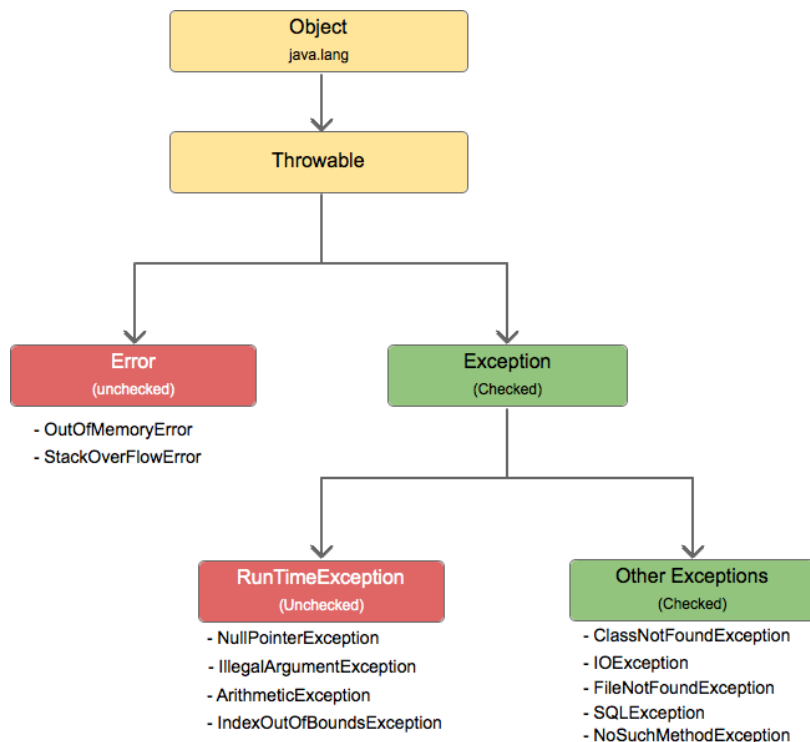 Object
java.lang
Throwable
Error
(unchecked)
- OutOfMemoryError
- StackOverFlowError
Exception
(Checked)
RunTimeException
(Unchecked)
- NullPointerException
- IllegalArgumentException
- ArithmeticException
- IndexOutOfBoundsException
Other Exceptions
(Checked)
- ClassNotFoundException
- IOException
- FileNotFoundException
- SQLException
- NoSuchMethodException